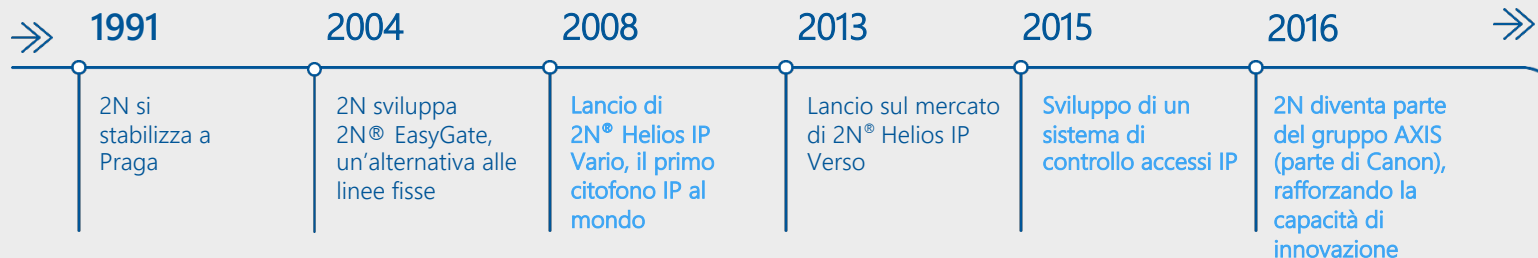 1991
2N si
stabilizza a
Praga
2004
2N sviluppa
2N® EasyGate,
un'alternativa alle
linee fisse
2008
Lancio di
2N® Helios IP
Vario, il primo
citofono IP al
mondo
2013
Lancio sul mercato
di 2N® Helios IP
Verso
2015
Sviluppo di un
sistema di
controllo accessi IP
2016
2N diventa parte
del gruppo AXIS
(parte di Canon),
rafforzando la
capacità di
innovazione